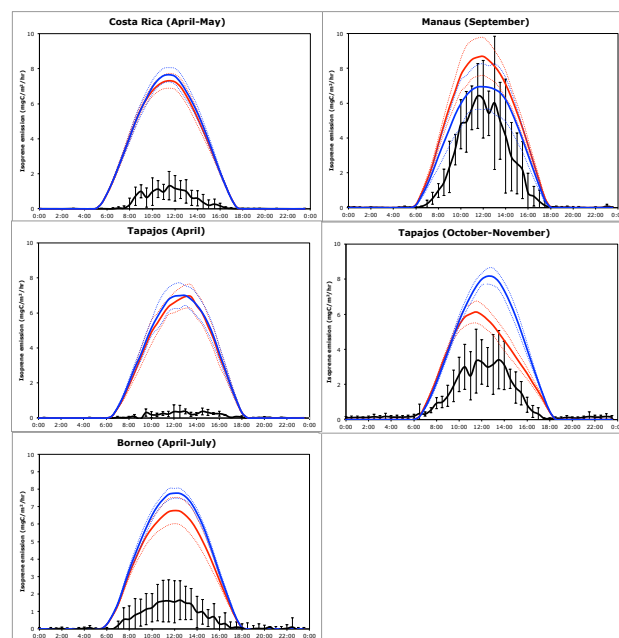 Costa Rica (April-May)
Isoprene emission (mgC/m²/hr)
10
8
6
4
2
0
0:00 2:00 4:00 6:00 8:00 10:00 12:00 14:00 16:00 18:00 20:00 22:00 0:00
Manaus (September)
Isoprene emission (mgC/m²/hr)
10
8
6
4
2
0
0:00 2:00 4:00 6:00 8:00 10:00 12:00 14:00 16:00 18:00 20:00 22:00 0:00
Tapajos (April)
Isoprene emission (mgC/m²/hr)
10
8
6
4
2
0
0:00 2:00 4:00 6:00 8:00 10:00 12:00 14:00 16:00 18:00 20:00 22:00 0:00
Tapajos (October-November)
Isoprene emission (mgC/m²/hr)
10
8
6
4
2
0
0:00 2:00 4:00 6:00 8:00 10:00 12:00 14:00 16:00 18:00 20:00 22:00 0:00
Borneo (April-July)
Isoprene emission (mgC/m²/hr)
10
9
8
7
6
5
4
3
2
1
0
0:00 2:00 4:00 6:00 8:00 10:00 12:00 14:00 16:00 18:00 20:00 22:00 0:00